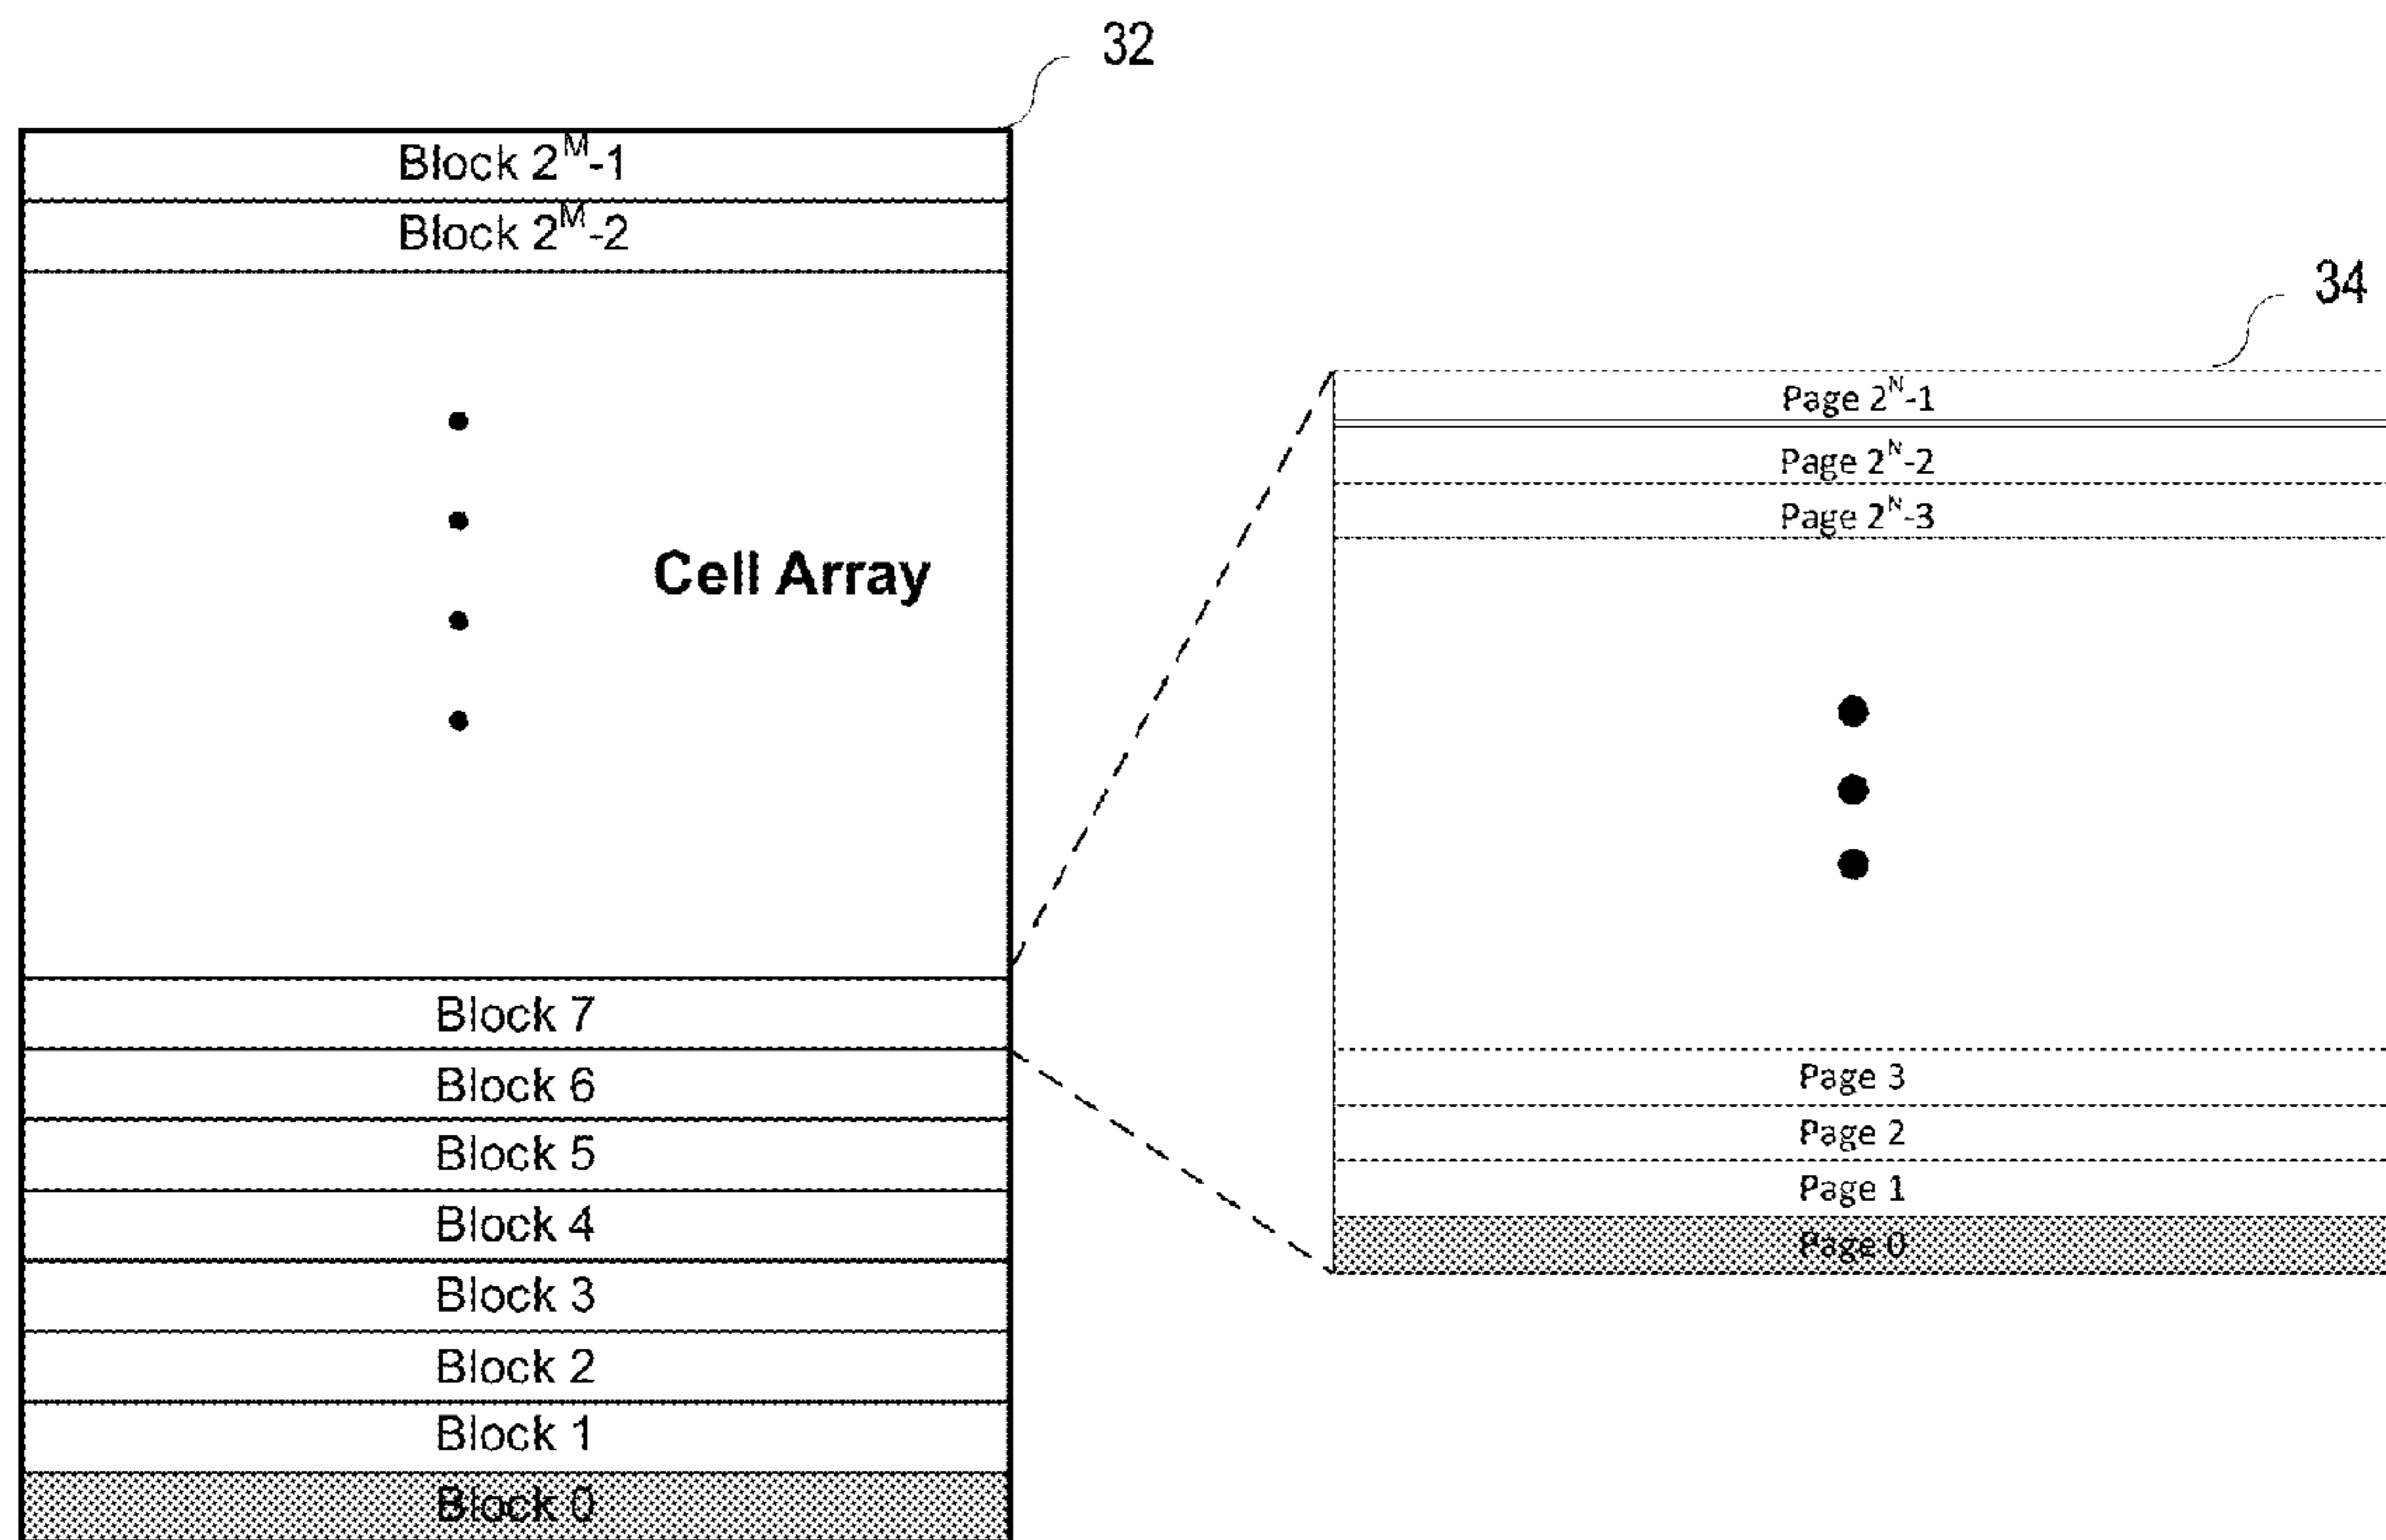 32
Block 2^M-1
Block 2^M-2
Cell Array
Block 7
Block 6
Block 5
Block 4
Block 3
Block 2
Block 1
Block 0
34
Page 2^N-1
Page 2^N-2
Page 2^N-3
Page 3
Page 2
Page 1
Page 0